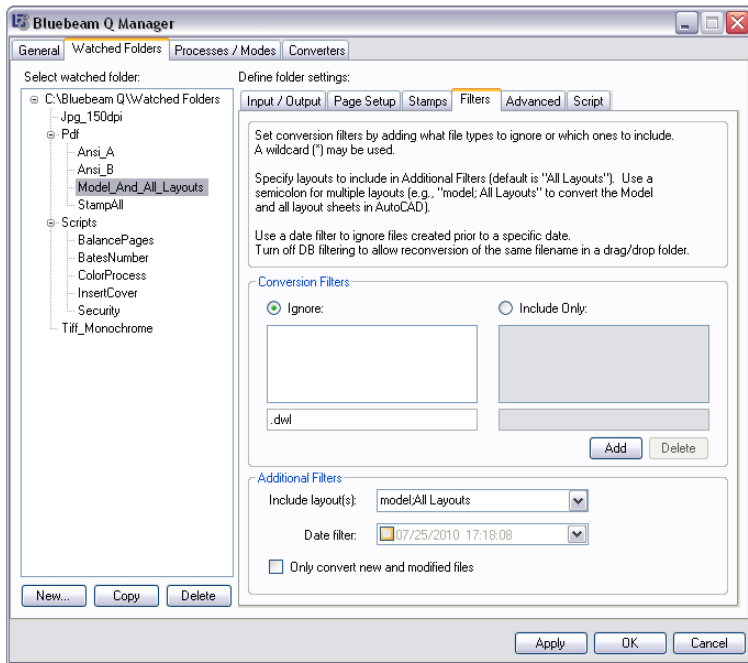 Bluebeam Q Manager
General Watched Folders Processes / Modes Converters
Select watched folder:
C:\Bluebeam Q\Watched Folders
Jpg_150dpi
Pdf
Ansi_A
Ansi_B
Model_And_All_Layouts
StampAll
Scripts
BalancePages
BatesNumber
ColorProcess
InsertCover
Security
Tiff_Monochrome
New... Copy Delete
Define folder settings:
Input / Output Page Setup Stamps Filters Advanced Script
Set conversion filters by adding what file types to ignore or which ones to include.
A wildcard (*) may be used.
Specify layouts to include in Additional Filters (default is "All Layouts"). Use a
semicolon for multiple layouts (e.g., "model; All Layouts" to convert the Model
and all layout sheets in AutoCAD).
Use a date filter to ignore files created prior to a specific date.
Turn off DB filtering to allow reconversion of the same filename in a drag/drop folder.
Conversion Filters
Ignore: Include Only:
.dwl
Add Delete
Additional Filters
Include layout(s): model;All Layouts
Date filter: 07/25/2010 17:18:08
Only convert new and modified files
Apply OK Cancel